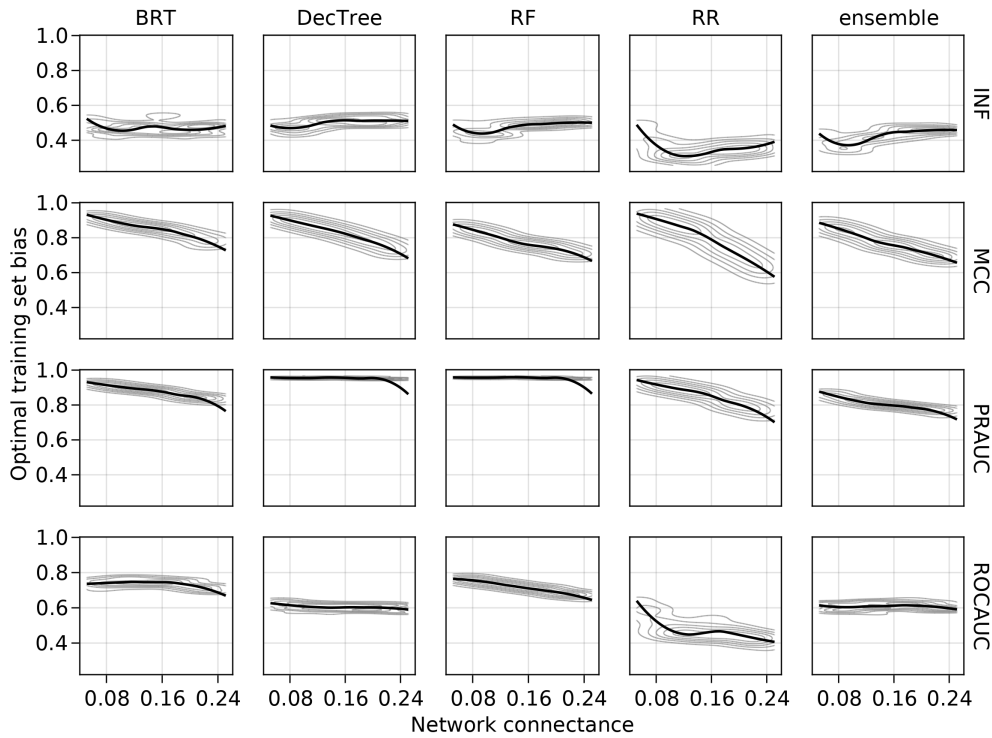 BRT DecTree RF RR ensemble
1.0
0.8
0.6
0.4
INF
1.0
0.8
0.6
0.4
MCC
Optimal training set bias
1.0
0.8
0.6
0.4
PRAUC
1.0
0.8
0.6
0.4
ROCAUC
0.08 0.16 0.24 0.08 0.16 0.24 0.08 0.16 0.24 0.08 0.16 0.24 0.08 0.16 0.24
Network connectance